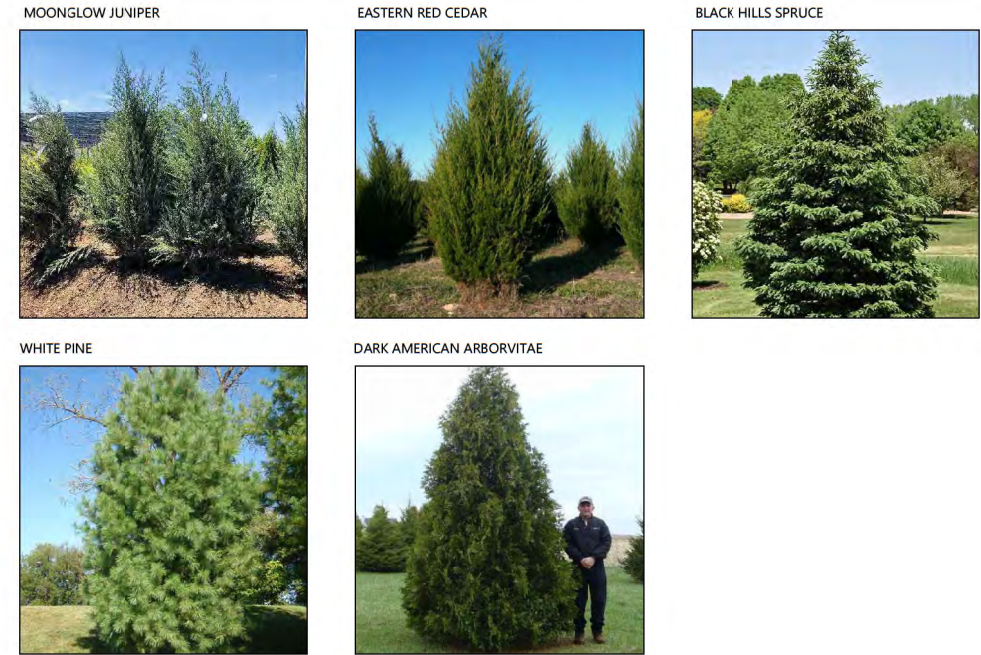 MOONGLOW JUNIPER
EASTERN RED CEDAR
BLACK HILLS SPRUCE
WHITE PINE
DARK AMERICAN ARBORVITAE